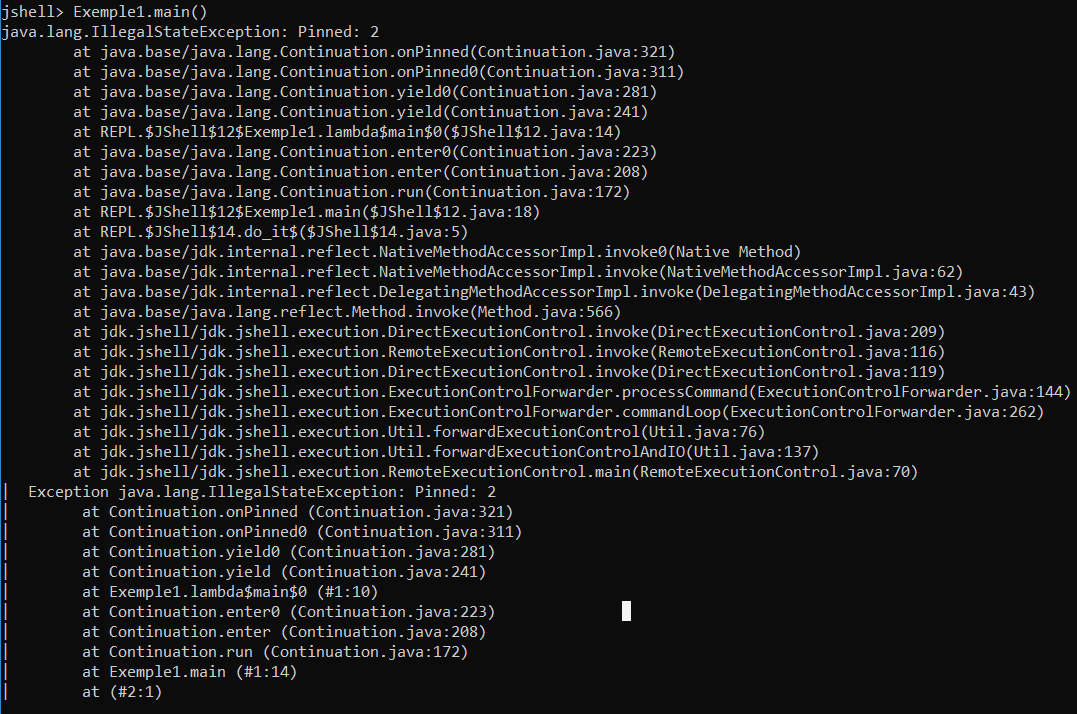 jshell> Exemple1.main()
java.lang.IllegalStateException: Pinned: 2
at java.base/java.lang.Continuation.onPinned(Continuation.java:321)
at java.base/java.lang.Continuation.onPinned0(Continuation.java:311)
at java.base/java.lang.Continuation.yield0(Continuation.java:281)
at java.base/java.lang.Continuation.yield(Continuation.java:241)
at REPL.$JShell$12$Exemple1.lambda$main$0($JShell$12.java:14)
at java.base/java.lang.Continuation.enter0(Continuation.java:223)
at java.base/java.lang.Continuation.enter(Continuation.java:208)
at java.base/java.lang.Continuation.run(Continuation.java:172)
at REPL.$JShell$12$Exemple1.main($JShell$12.java:18)
at REPL.$JShell$14.do_it$($JShell$14.java:5)
at java.base/jdk.internal.reflect.NativeMethodAccessorImpl.invoke0(Native Method)
at java.base/jdk.internal.reflect.NativeMethodAccessorImpl.invoke(NativeMethodAccessorImpl.java:62)
at java.base/jdk.internal.reflect.DelegatingMethodAccessorImpl.invoke(DelegatingMethodAccessorImpl.java:43)
at java.base/java.lang.reflect.Method.invoke(Method.java:566)
at jdk.jshell/jdk.jshell.execution.DirectExecutionControl.invoke(DirectExecutionControl.java:209)
at jdk.jshell/jdk.jshell.execution.RemoteExecutionControl.invoke(RemoteExecutionControl.java:116)
at jdk.jshell/jdk.jshell.execution.DirectExecutionControl.invoke(DirectExecutionControl.java:119)
at jdk.jshell/jdk.jshell.execution.ExecutionControlForwarder.processCommand(ExecutionControlForwarder.java:144)
at jdk.jshell/jdk.jshell.execution.ExecutionControlForwarder.commandLoop(ExecutionControlForwarder.java:262)
at jdk.jshell/jdk.jshell.execution.Util.forwardExecutionControl(Util.java:76)
at jdk.jshell/jdk.jshell.execution.Util.forwardExecutionControlAndIO(Util.java:137)
at jdk.jshell/jdk.jshell.execution.RemoteExecutionControl.main(RemoteExecutionControl.java:70)
| Exception java.lang.IllegalStateException: Pinned: 2
| at Continuation.onPinned (Continuation.java:321)
| at Continuation.onPinned0 (Continuation.java:311)
| at Continuation.yield0 (Continuation.java:281)
| at Continuation.yield (Continuation.java:241)
| at Exemple1.lambda$main$0 (#1:10)
| at Continuation.enter0 (Continuation.java:223)
| at Continuation.enter (Continuation.java:208)
| at Continuation.run (Continuation.java:172)
| at Exemple1.main (#1:14)
| at (#2:1)